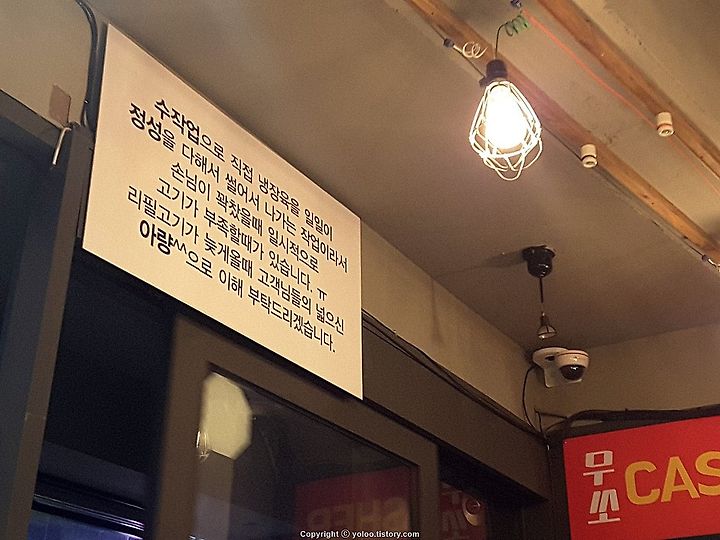 수작업으로 직접 냉장육을 일일이
정성을 다해서 썰어서 나가는 작업이라서
손님이 꽉찼을때 일시적으로
고기가 부족할때가 있습니다. ㅠ
리필고기가 늦게올때 고객님들의 넓으신
아량^^으로 이해 부탁드리겠습니다.
무쏘
CAS
Copyright ⓒ yoloo.tistory.com